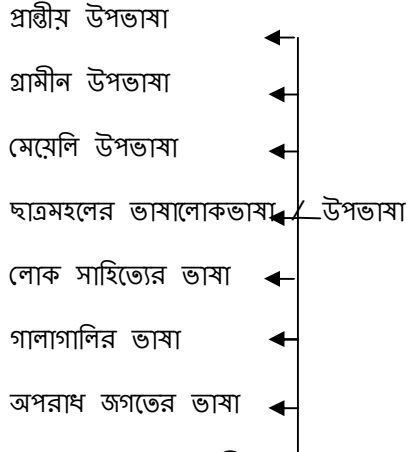 প্রান্তীয় উপভাষা
গ্রামীন উপভাষা
মেয়েলি উপভাষা
ছাত্রমহলের ভাষালোকভাষা / উপভাষা
লোক সাহিত্যের ভাষা
গালাগালির ভাষা
অপরাধ জগতের ভাষা